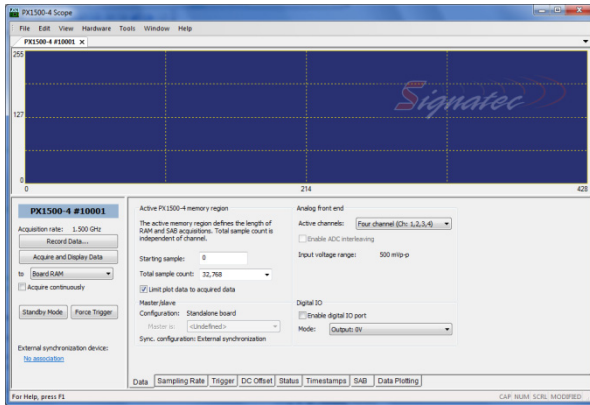 PX1500-4 Scope
File Edit View Hardware Tools Window Help
PX1500-4 #10001 ×
255
127
0
0 214 428
Signatec
PX1500-4 #10001
Acquisition rate: 1.500 GHz
Record Data...
Acquire and Display Data
to Board RAM
Acquire continuously
Standby Mode Force Trigger
External synchronization device:
No association
Active PX1500-4 memory region
The active memory region defines the length of
RAM and SAB acquisitions. Total sample count is
independent of channel.
Starting sample: 0
Total sample count: 32,768
Limit plot data to acquired data
Master/slave
Configuration: Standalone board
Master is: <Undefined>
Sync. configuration: External synchronization
Analog front end
Active channels: Four channel (Ch: 1,2,3,4)
Enable ADC interleaving
Input voltage range: 500 mVp-p
Digital IO
Enable digital IO port
Mode: Output: 0V
Data Sampling Rate Trigger DC Offset Status Timestamps SAB Data Plotting
For Help, press F1
CAP NUM SCRL MODIFIED